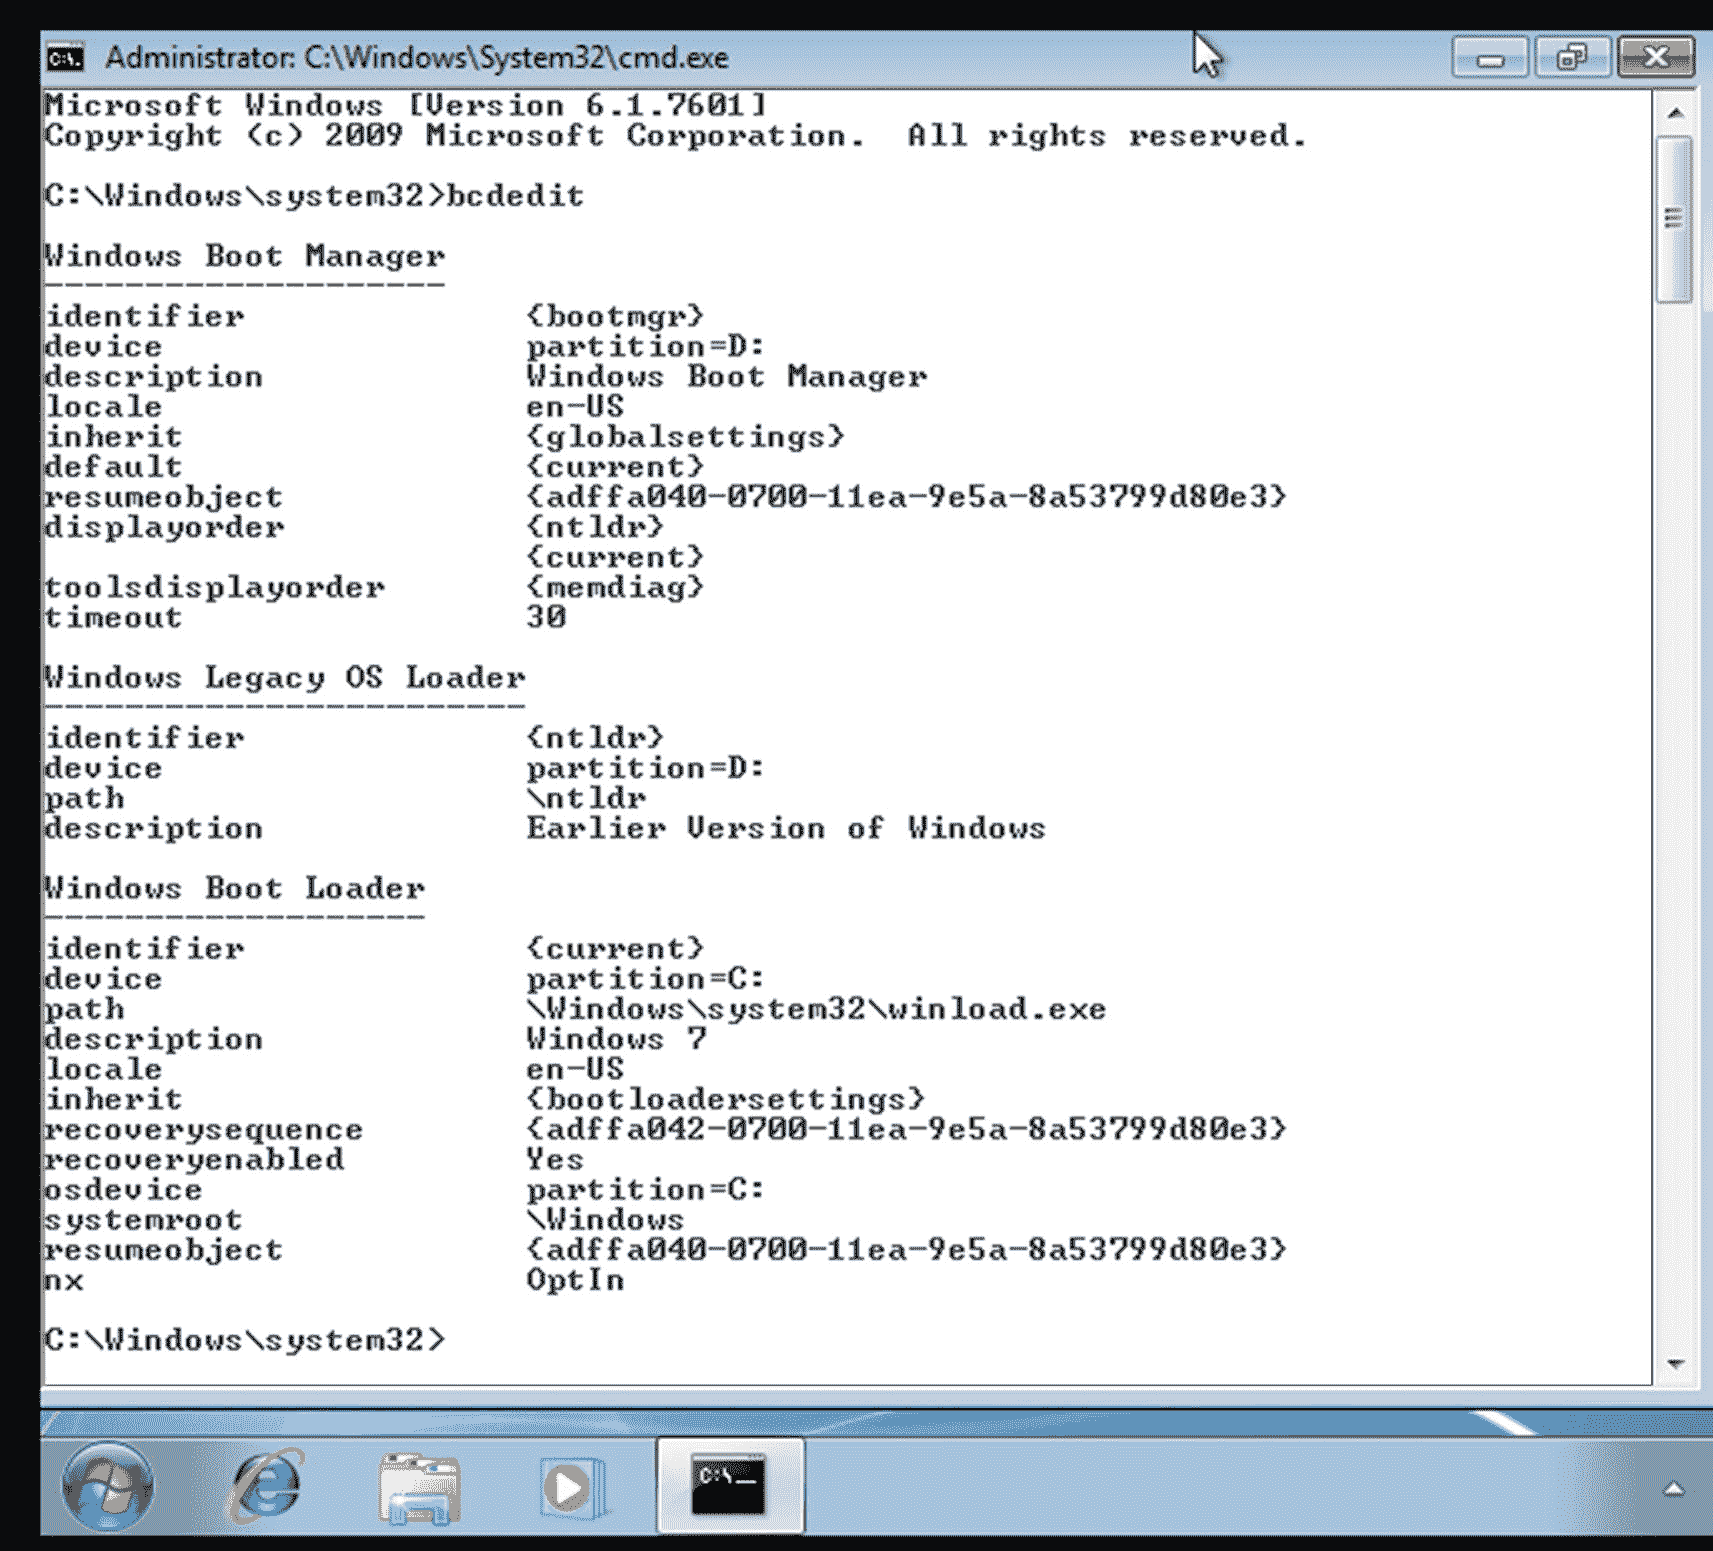 Administrator: C:\Windows\System32\cmd.exe
Microsoft Windows [Version 6.1.7601]
Copyright (c) 2009 Microsoft Corporation.  All rights reserved.
C:\Windows\system32>bcdedit
Windows Boot Manager
--------------------
identifier              {bootmgr}
device                  partition=D:
description             Windows Boot Manager
locale                  en-US
inherit                 {globalsettings}
default                 {current}
resumeobject            {adffa040-0700-11ea-9e5a-8a53799d80e3}
displayorder            {ntldr}
                        {current}
toolsdisplayorder       {memdiag}
timeout                 30
Windows Legacy OS Loader
------------------------
identifier              {ntldr}
device                  partition=D:
path                    \ntldr
description             Earlier Version of Windows
Windows Boot Loader
-------------------
identifier              {current}
device                  partition=C:
path                    \Windows\system32\winload.exe
description             Windows 7
locale                  en-US
inherit                 {bootloadersettings}
recoverysequence        {adffa042-0700-11ea-9e5a-8a53799d80e3}
recoveryenabled         Yes
osdevice                partition=C:
systemroot              \Windows
resumeobject            {adffa040-0700-11ea-9e5a-8a53799d80e3}
nx                      OptIn
C:\Windows\system32>